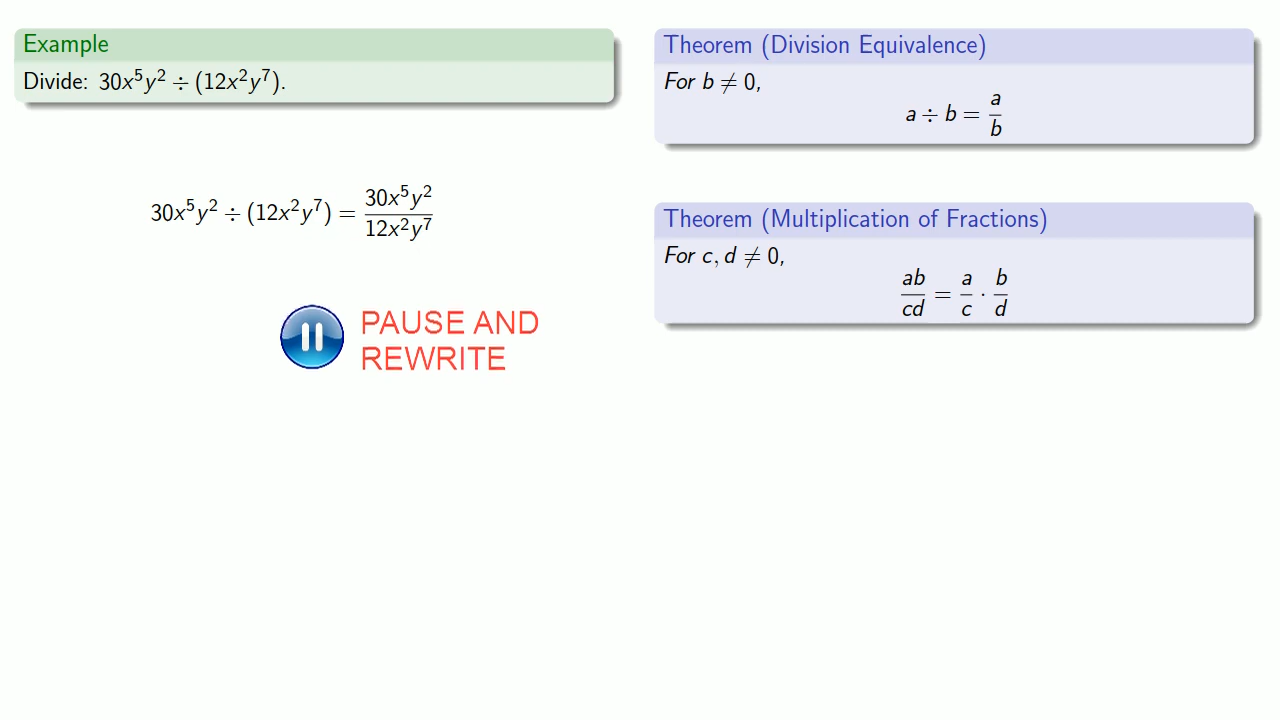 Example
Divide: 30x⁵y² ÷ (12x²y⁷).
30x⁵y² ÷ (12x²y⁷) = 30x⁵y² / 12x²y⁷
PAUSE AND
REWRITE
Theorem (Division Equivalence)
For b ≠ 0,
a ÷ b = a / b
Theorem (Multiplication of Fractions)
For c, d ≠ 0,
ab / cd = a / c · b / d